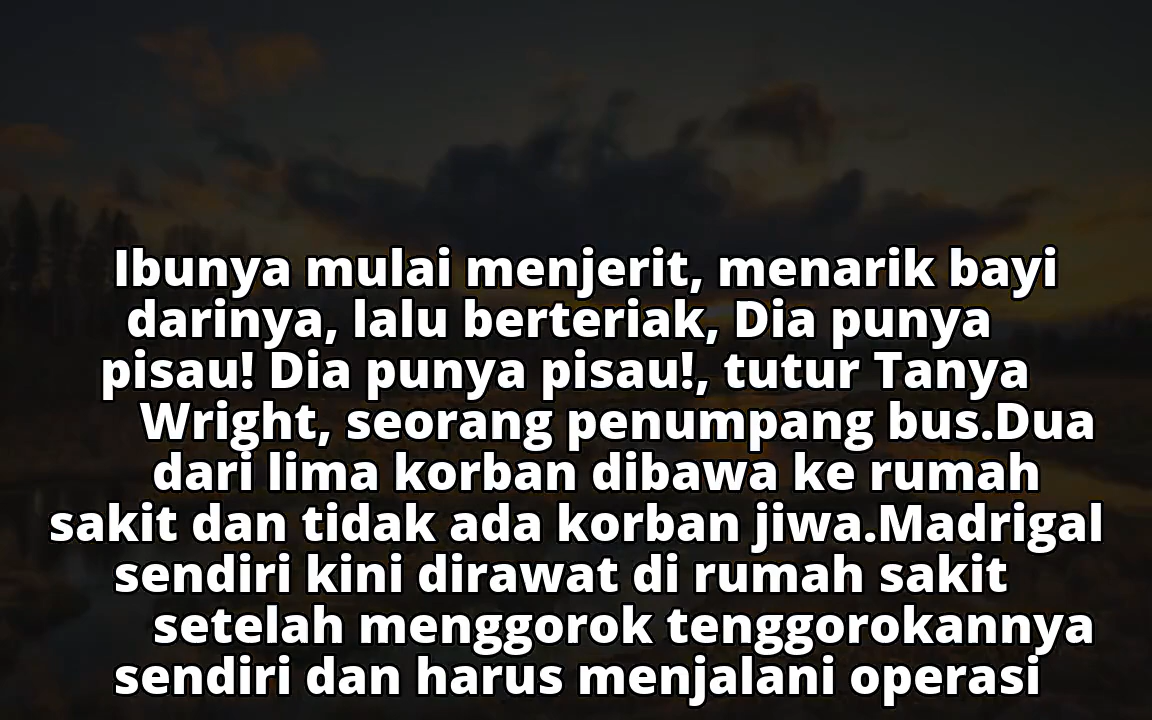 Ibunya mulai menjerit, menarik bayi
darinya, lalu berteriak, Dia punya
pisau! Dia punya pisau!, tutur Tanya
Wright, seorang penumpang bus.Dua
dari lima korban dibawa ke rumah
sakit dan tidak ada korban jiwa.Madrigal
sendiri kini dirawat di rumah sakit
setelah menggorok tenggorokannya
sendiri dan harus menjalani operasi